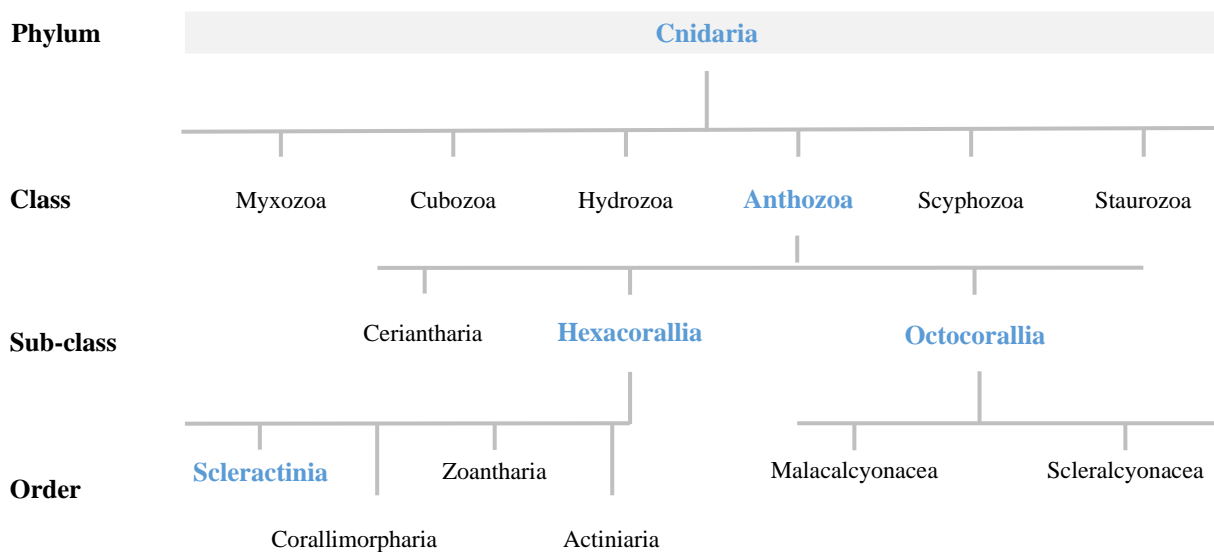 Phylum Cnidaria
Class Myxozoa Cubozoa Hydrozoa Anthozoa Scyphozoa Staurozoa
Sub-class Ceriantharia Hexacorallia Octocorallia
Order Scleractinia Zoantharia Malacalcyonacea Scleralcyonacea
Corallimorpharia Actiniaria